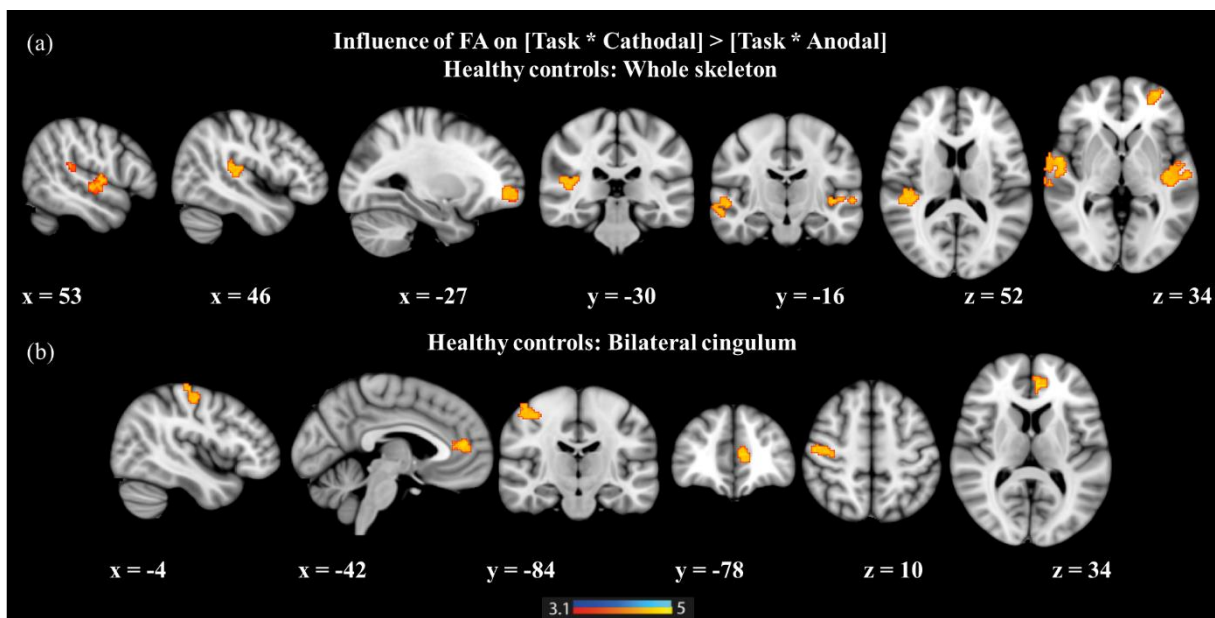 (a)
Influence of FA on [Task * Cathodal] > [Task * Anodal]
Healthy controls: Whole skeleton
x = 53 x = 46 x = -27 y = -30 y = -16 z = 52 z = 34
(b)
Healthy controls: Bilateral cingulum
x = -4 x = -42 y = -84 y = -78 z = 10 z = 34
3.1 5